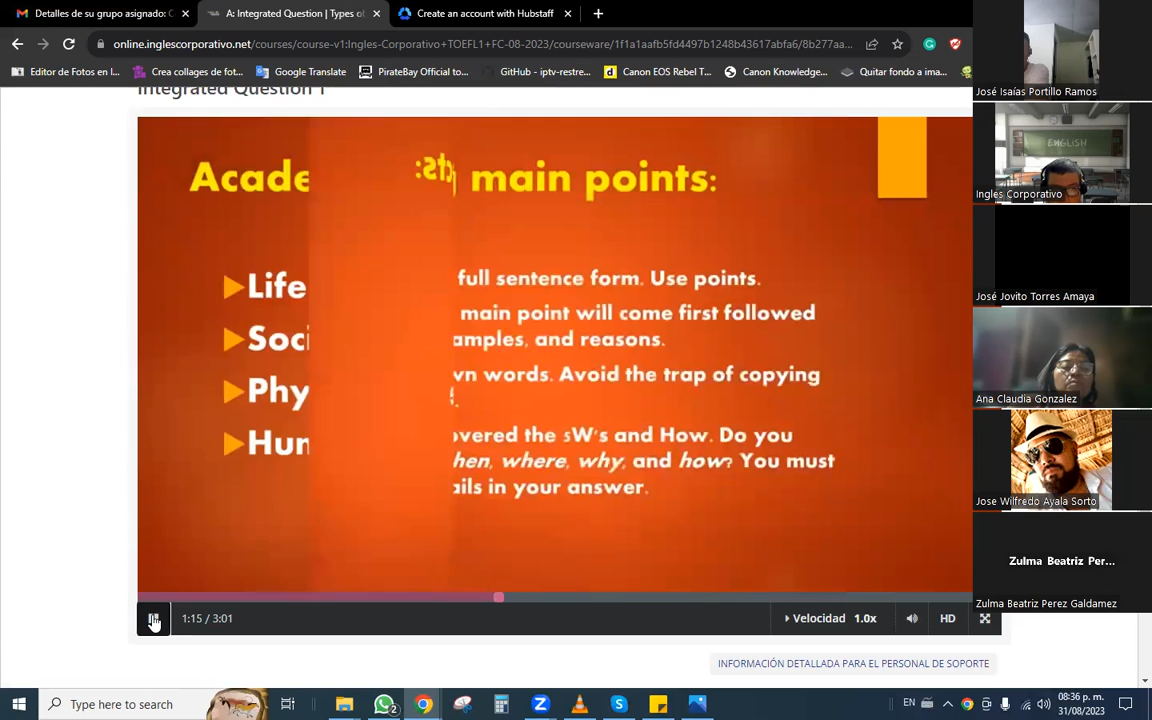 Detalles de su grupo asignado: C
A: Integrated Question | Types of
Create an account with Hubstaff
online.inglescorporativo.net/courses/course-v1:Ingles-Corporativo+TOEFL1+FC-08-2023/courseware/1f1a1aafb5fd4497b1248b43617abfa6/8b277aa...
Editor de Fotos en l...
Crea collages de fot...
Google Translate
PirateBay Official to...
GitHub - iptv-restre...
Canon EOS Rebel T...
Canon Knowledge...
Quitar fondo a ima...
Integrated Question 1
Acade main points:
Life full sentence form. Use points.
main point will come first followed
Soci amples, and reasons.
Phy wn words. Avoid the trap of copying
Hum overed the 5W's and How. Do you
hen, where, why, and how? You must
ails in your answer.
1:15 / 3:01
Velocidad 1.0x
HD
INFORMACIÓN DETALLADA PARA EL PERSONAL DE SOPORTE
José Isaías Portillo Ramos
ENGLISH
Ingles Corporativo
José Jovito Torres Amaya
Ana Claudia Gonzalez
Jose Wilfredo Ayala Sorto
Zulma Beatriz Per...
Zulma Beatriz Perez Galdamez
Type here to search
2
EN
08:36 p. m.
31/08/2023